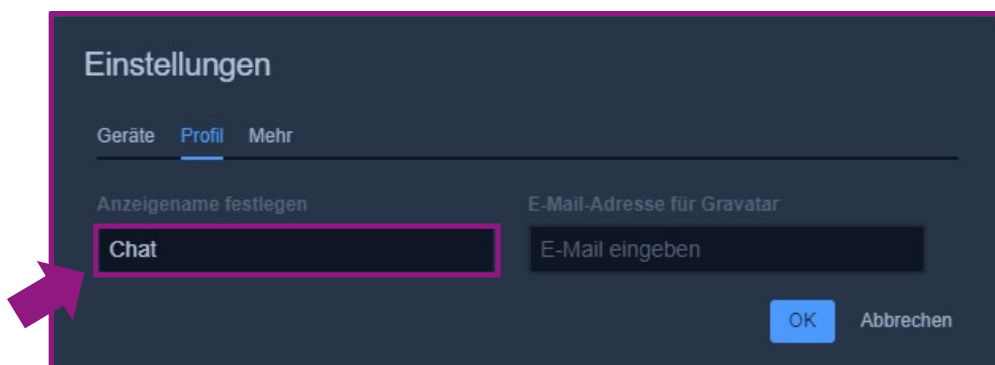 Einstellungen
Geräte Profil Mehr
Anzeigename festlegen
Chat
E-Mail-Adresse für Gravatar
E-Mail eingeben
OK Abbrechen